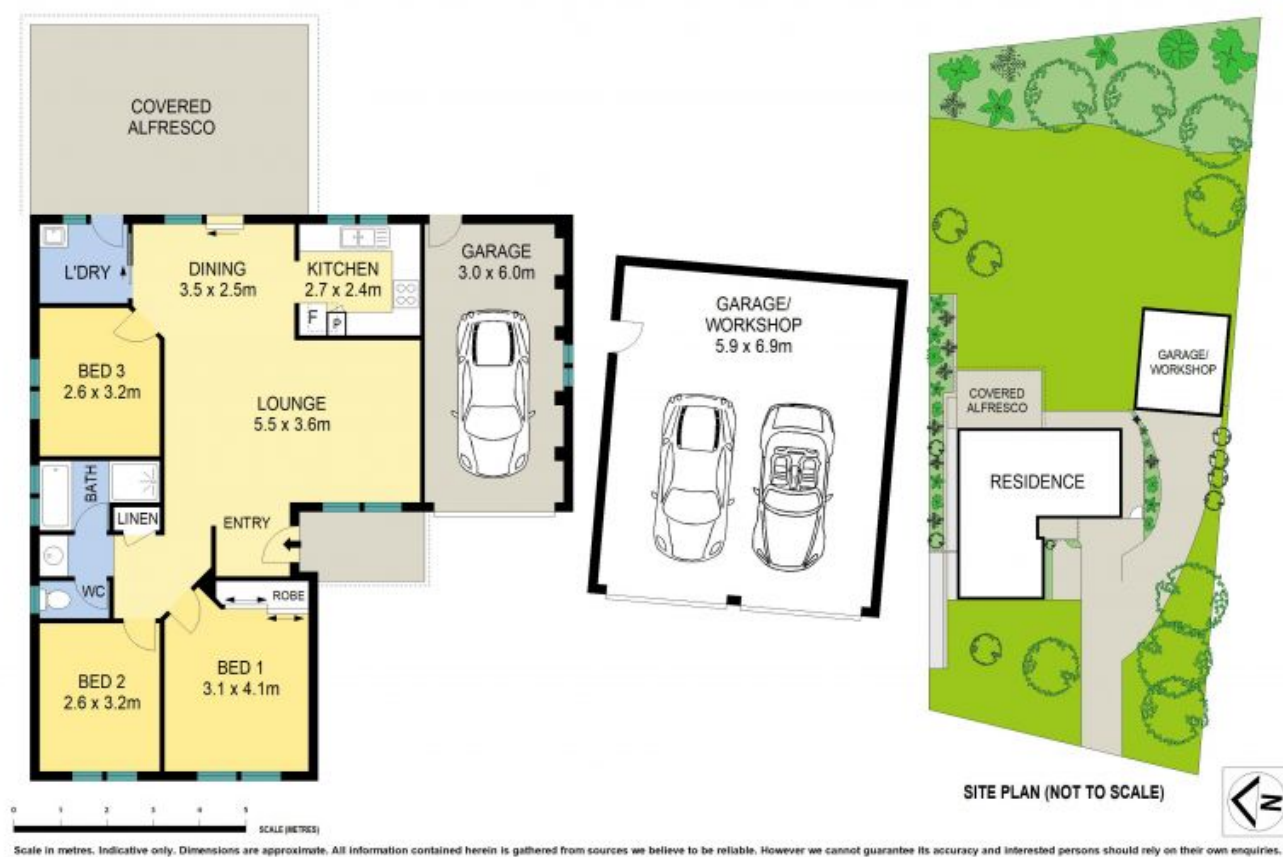 COVERED
ALFRESCO
L'DRY
DINING
3.5 x 2.5m
KITCHEN
2.7 x 2.4m
F
P
GARAGE
3.0 x 6.0m
BED 3
2.6 x 3.2m
LOUNGE
5.5 x 3.6m
BATH
LINEN
ENTRY
WC
ROBE
BED 2
2.6 x 3.2m
BED 1
3.1 x 4.1m
GARAGE/
WORKSHOP
5.9 x 6.9m
GARAGE/
WORKSHOP
COVERED
ALFRESCO
RESIDENCE
SITE PLAN (NOT TO SCALE)
N
0 1 2 3 4 5
SCALE (METRES)
Scale in metres. Indicative only. Dimensions are approximate. All information contained herein is gathered from sources we believe to be reliable. However we cannot guarantee its accuracy and interested persons should rely on their own enquiries.